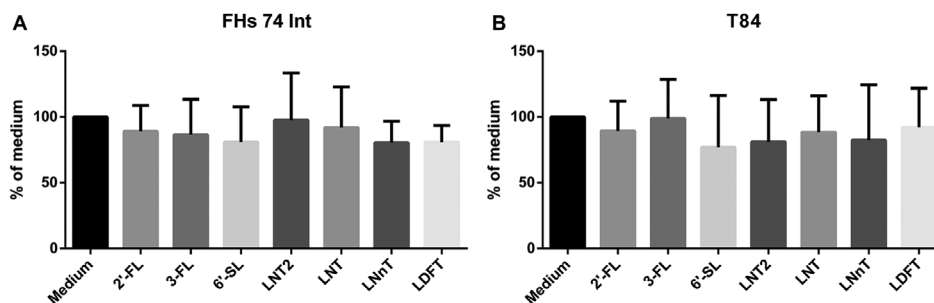 A
FHs 74 Int
% of medium
150
100
50
0
Medium
2'-FL
3-FL
6'-SL
LNT2
LNT
LNnT
LDFT
B
T84
% of medium
150
100
50
0
Medium
2'-FL
3-FL
6'-SL
LNT2
LNT
LNnT
LDFT